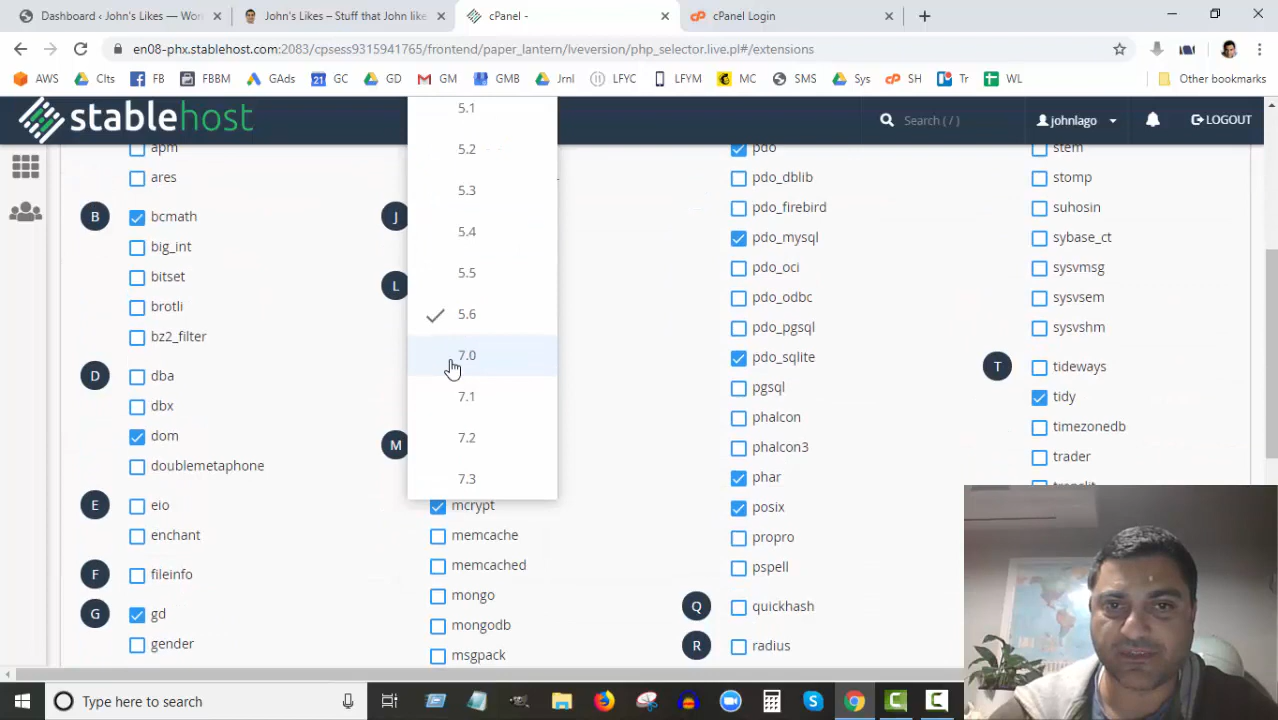 Dashboard ‹ John's Likes — Wor
John's Likes – Stuff that John like
cPanel -
cPanel Login
en08-phx.stablehost.com:2083/cpsess9315941765/frontend/paper_lantern/lveversion/php_selector.live.pl#/extensions
AWS
Clts
FB
FBBM
GAds
GC
GD
GM
GMB
Jrnl
LFYC
LFYM
MC
SMS
Sys
SH
Tr
WL
Other bookmarks
stablehost
Search ( / )
johnlago
LOGOUT
apm
ares
B
bcmath
big_int
bitset
brotli
bz2_filter
D
dba
dbx
dom
doublemetaphone
E
eio
enchant
F
fileinfo
G
gd
gender
5.1
5.2
5.3
5.4
5.5
5.6
7.0
7.1
7.2
7.3
J
L
M
mcrypt
memcache
memcached
mongo
mongodb
msgpack
pdo
pdo_dblib
pdo_firebird
pdo_mysql
pdo_oci
pdo_odbc
pdo_pgsql
pdo_sqlite
pgsql
phalcon
phalcon3
phar
posix
propro
pspell
Q
quickhash
R
radius
stem
stomp
suhosin
sybase_ct
sysvmsg
sysvsem
sysvshm
T
tideways
tidy
timezonedb
trader
Type here to search